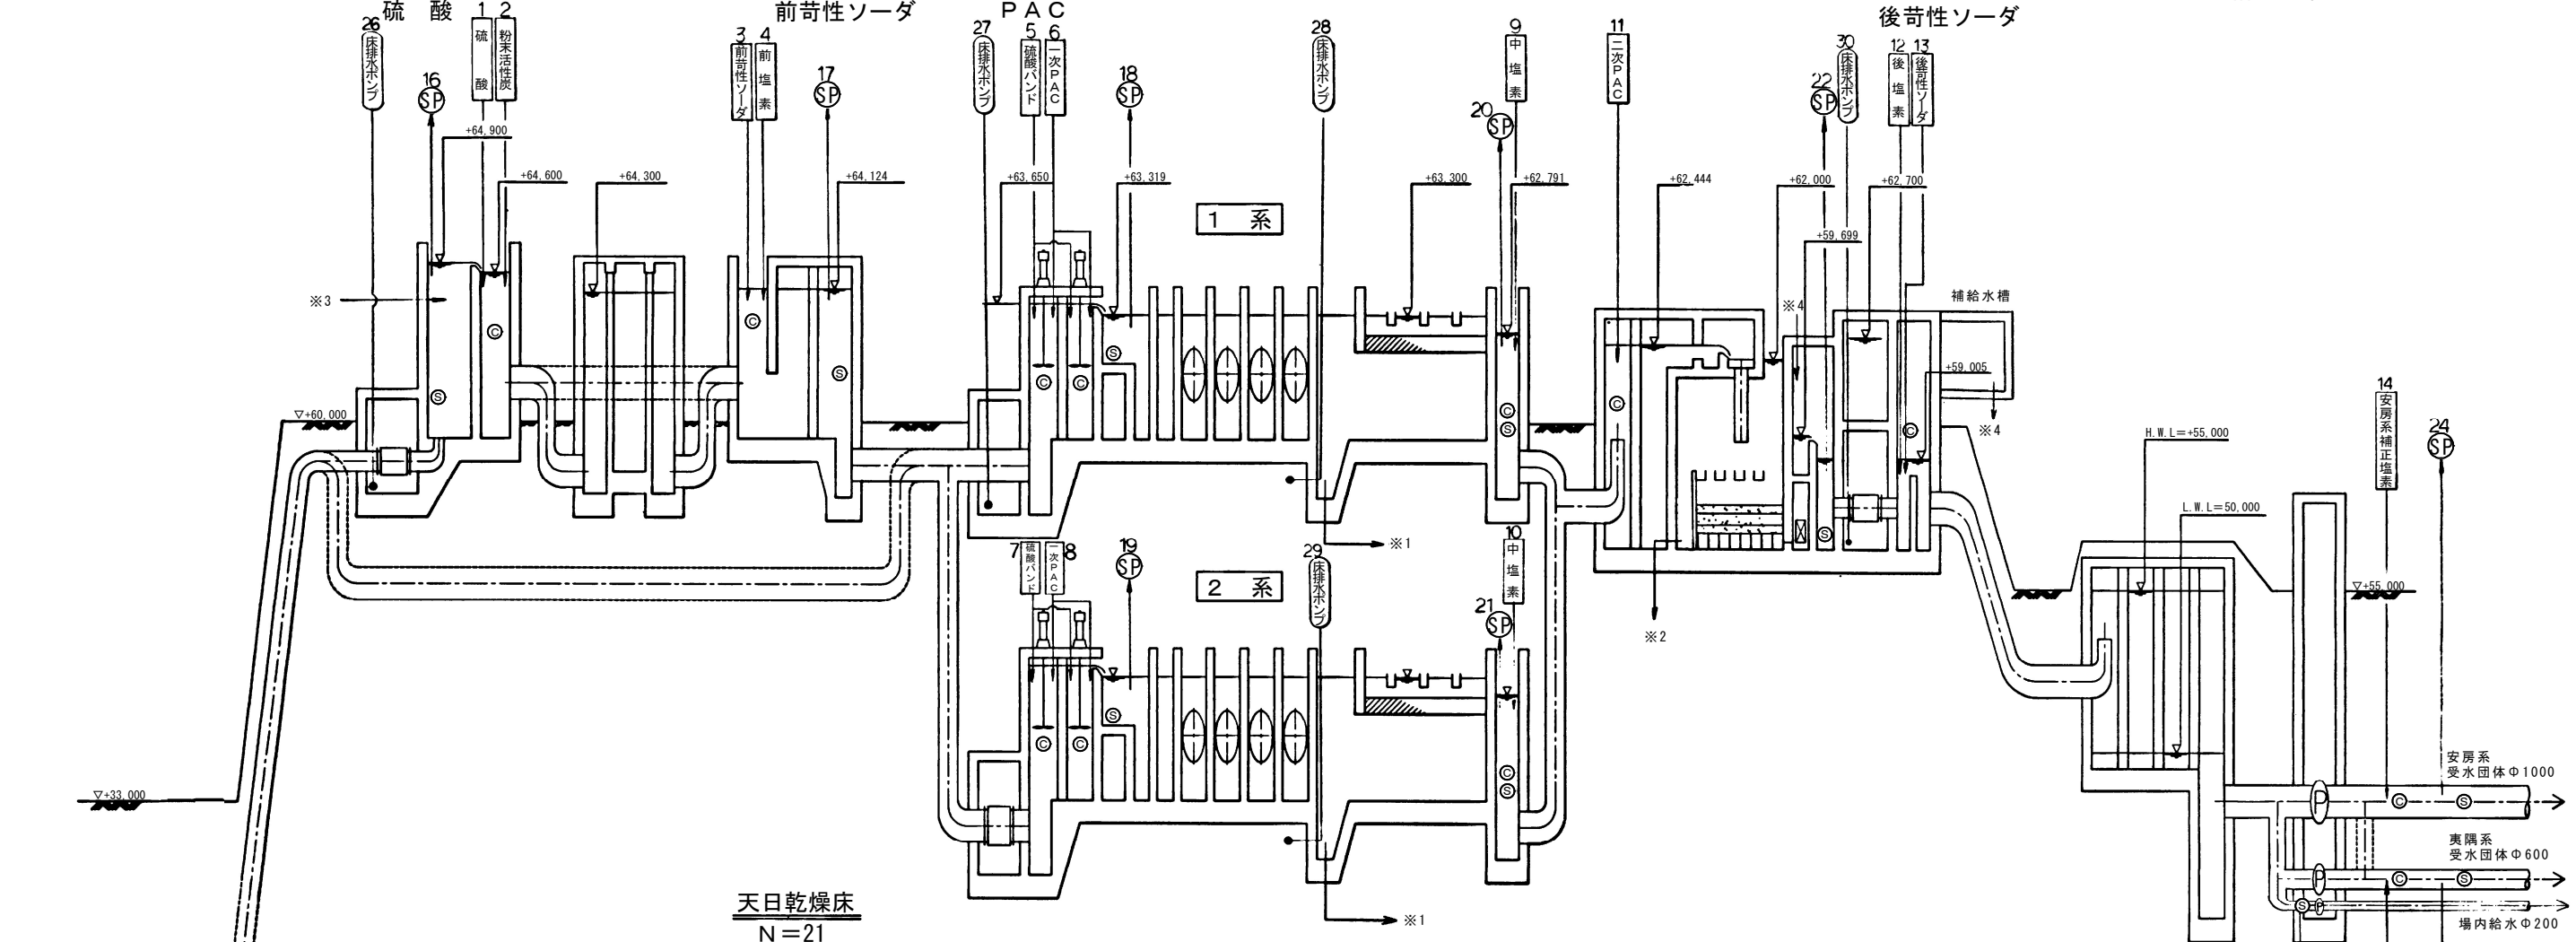 硫 酸
前苛性ソーダ
PAC
後苛性ソーダ
26
床排水ポンプ
16
SP
1
硫 酸
2
粉末活性炭
3
前苛性ソーダ
4
前塩素
17
SP
27
床排水ポンプ
5
硫酸バンド
6
一次PAC
18
SP
28
床排水ポンプ
20
SP
9
中塩素
11
二次PAC
22
SP
30
床排水ポンプ
12
後塩素
13
後苛性ソーダ
+64,900
+64,600
+64,300
+64,124
+63,650
+63,319
+63,300
+62,791
+62,444
+62,000
+62,700
+59,699
+59,005
1 系
※3
※4
補給水槽
※4
▽+60,000
C
S
C
S
C
C
S
C
S
C
S
C
14
安房系補正塩素
24
SP
H.W.L=+55,000
L.W.L=50,000
▽+55,000
※1
※2
7
硫酸バンド
一次PAC
8
19
SP
2 系
29
床排水ポンプ
21
SP
10
中塩素
C
C
S
C
S
▽+33,000
安房系
受水団体Φ1000
P
C
S
夷隅系
受水団体Φ600
P
C
S
S
P
場内給水Φ200
※1
天日乾燥床
N=21